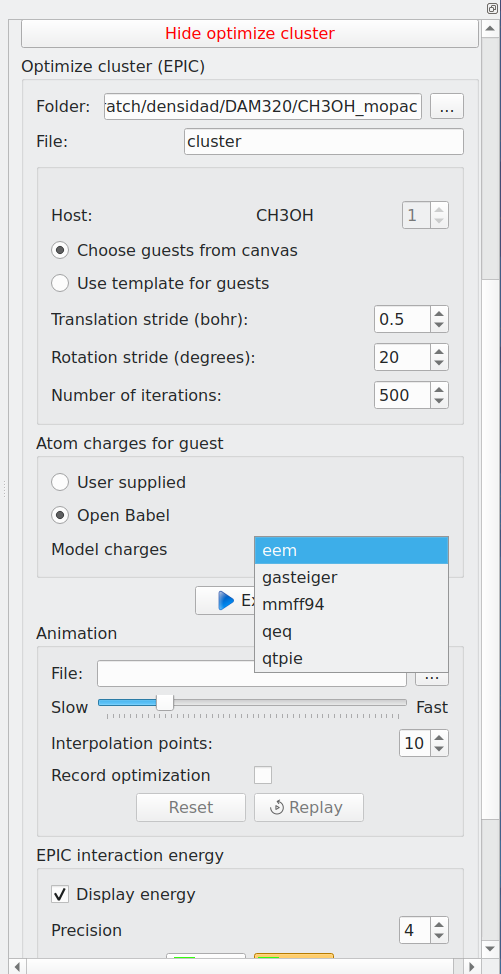 Hide optimize cluster
Optimize cluster (EPIC)
Folder: ratch/densidad/DAM320/CH3OH_mopac ...
File: cluster
Host: CH3OH 1
Choose guests from canvas
Use template for guests
Translation stride (bohr): 0.5
Rotation stride (degrees): 20
Number of iterations: 500
Atom charges for guest
User supplied
Open Babel
Model charges eem
gasteiger
mmff94
qeq
qtpie
Animation
File: ...
Slow Fast
Interpolation points: 10
Record optimization
Reset Replay
EPIC interaction energy
Display energy
Precision 4